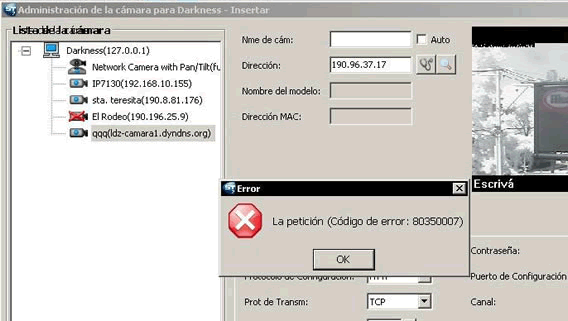 Administración de la cámara para Darkness - Insertar
Lista de la cámara
Darkness(127.0.0.1)
Network Camera with Pan/Tilt(fu
IP7130(192.168.10.155)
sta. teresita(190.8.81.176)
El Rodeo(190.196.25.9)
qqq(ldz-camara1.dyndns.org)
Nme de cám:
Auto
Dirección:
190.96.37.17
Nombre del modelo:
Dirección MAC:
Escrivá
Error
La petición (Código de error: 80350007)
OK
Contraseña:
Protocolo de Configuración:
Puerto de Configuración
Prot de Transm:
TCP
Canal: